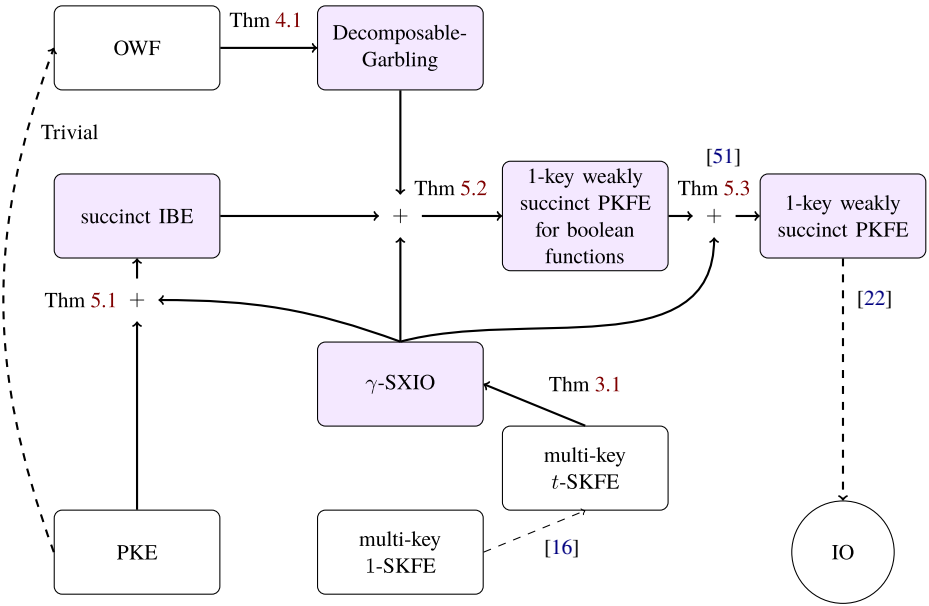 OWF
Thm 4.1
Decomposable-
Garbling
Trivial
succinct IBE
+
Thm 5.2
1-key weakly
succinct PKFE
for boolean
functions
[51]
Thm 5.3
+
1-key weakly
succinct PKFE
Thm 5.1
+
[22]
γ-SXIO
Thm 3.1
multi-key
t-SKFE
PKE
multi-key
1-SKFE
[16]
IO